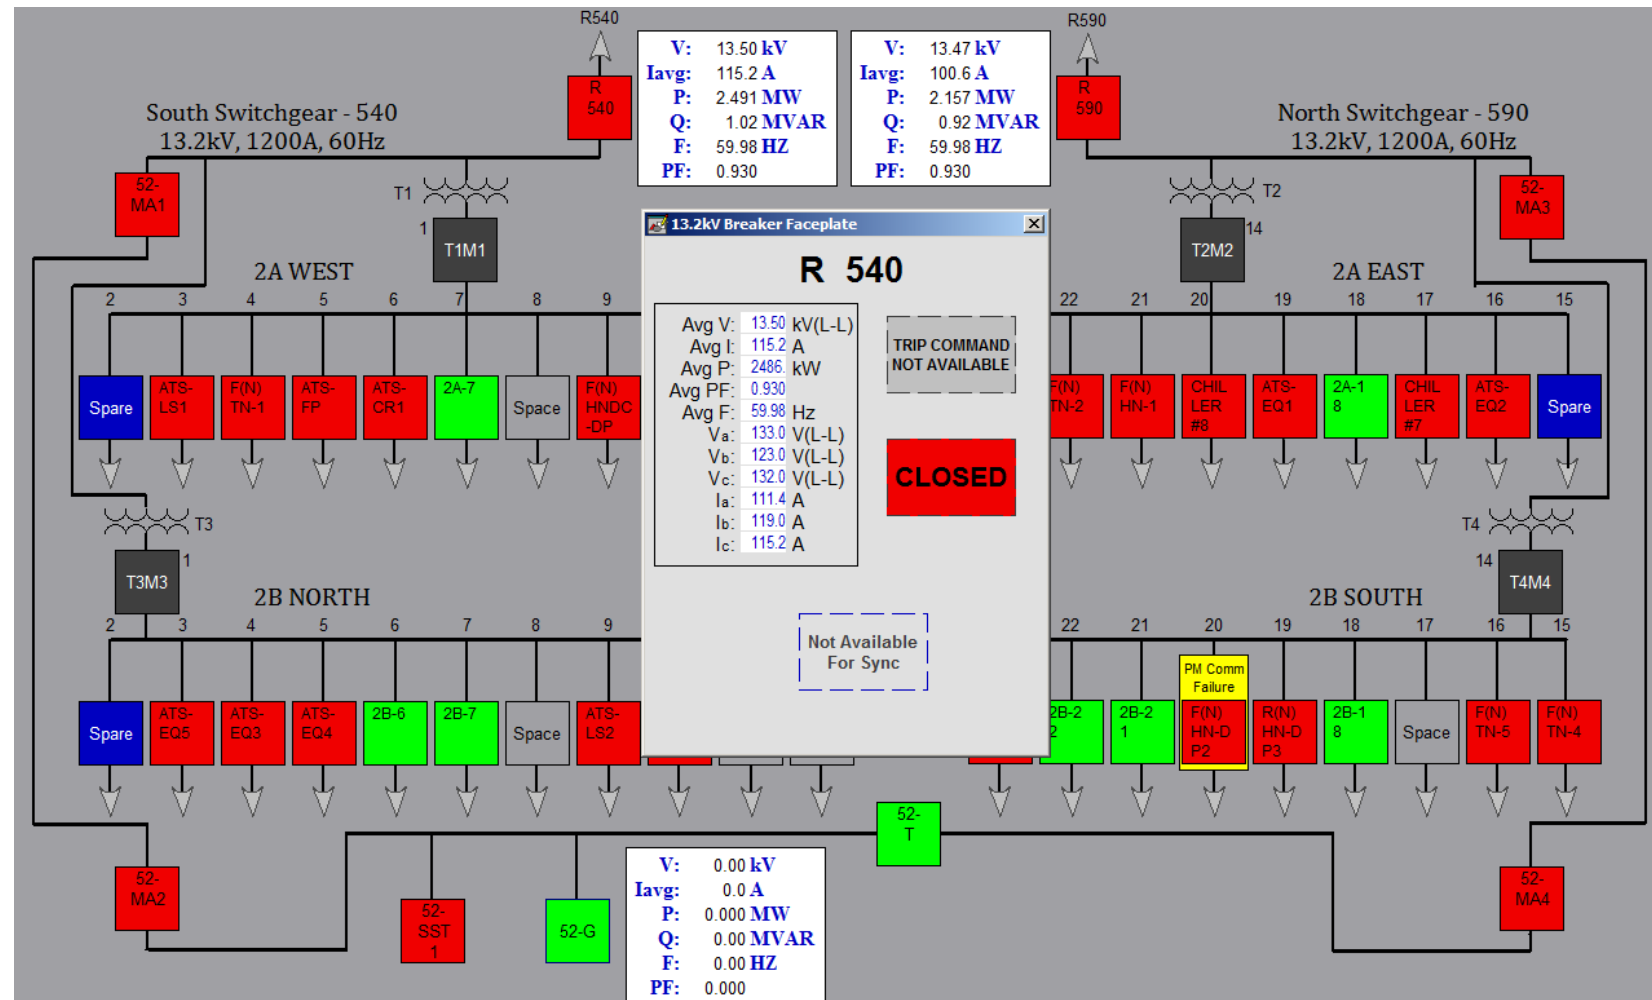 R540
R590
R
540
V: 13.50 kV
Iavg: 115.2 A
P: 2.491 MW
Q: 1.02 MVAR
F: 59.98 HZ
PF: 0.930
V: 13.47 kV
Iavg: 100.6 A
P: 2.157 MW
Q: 0.92 MVAR
F: 59.98 HZ
PF: 0.930
R
590
South Switchgear - 540
13.2kV, 1200A, 60Hz
North Switchgear - 590
13.2kV, 1200A, 60Hz
52-
MA1
T1
1
T1M1
T2
14
T2M2
52-
MA3
2A WEST
2A EAST
2 3 4 5 6 7 8 9
22 21 20 19 18 17 16 15
Spare
ATS-
LS1
F(N)
TN-1
ATS-
FP
ATS-
CR1
2A-7
Space
F(N)
HNDC
-DP
13.2kV Breaker Faceplate
R 540
Avg V: 13.50 kV(L-L)
Avg I: 115.2 A
Avg P: 2486. kW
Avg PF: 0.930
Avg F: 59.98 Hz
Va: 133.0 V(L-L)
Vb: 123.0 V(L-L)
Vc: 132.0 V(L-L)
Ia: 111.4 A
Ib: 119.0 A
Ic: 115.2 A
TRIP COMMAND
NOT AVAILABLE
CLOSED
Not Available
For Sync
F(N)
TN-2
F(N)
HN-1
CHIL
LER
#8
ATS-
EQ1
2A-1
8
CHIL
LER
#7
ATS-
EQ2
Spare
T3
1
T3M3
T4
14
T4M4
2B NORTH
2B SOUTH
2 3 4 5 6 7 8 9
22 21 20 19 18 17 16 15
Spare
ATS-
EQ5
ATS-
EQ3
ATS-
EQ4
2B-6
2B-7
Space
ATS-
LS2
2B-2
2
2B-2
1
PM Comm
Failure
F(N)
HN-D
P2
R(N)
HN-D
P3
2B-1
8
Space
F(N)
TN-5
F(N)
TN-4
52-
T
52-
MA2
52-
SST
1
52-G
V: 0.00 kV
Iavg: 0.0 A
P: 0.000 MW
Q: 0.00 MVAR
F: 0.00 HZ
PF: 0.000
52-
MA4